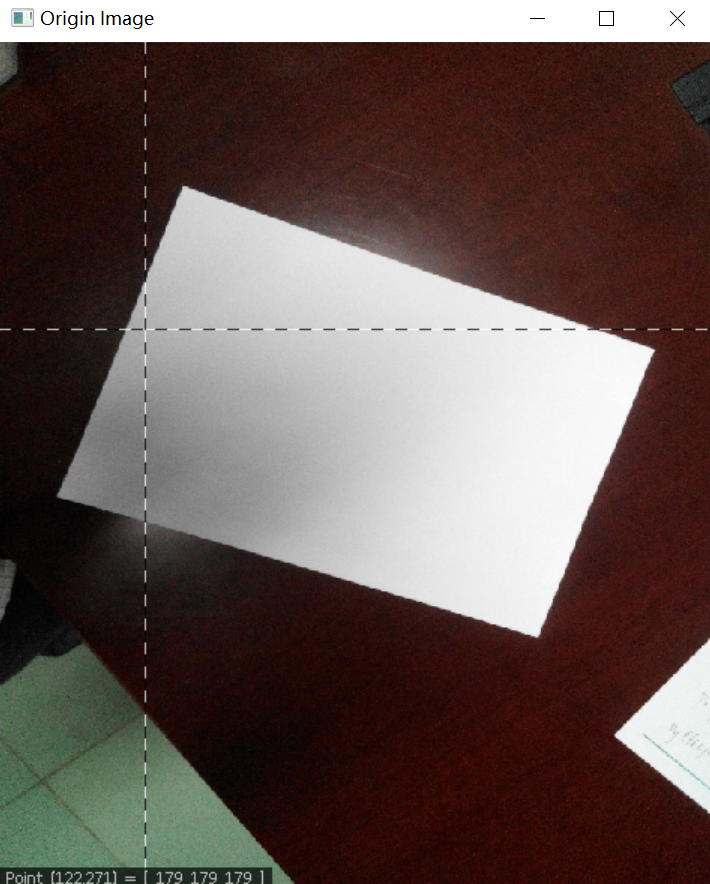 Origin Image
Point (122,271) = [ 179 179 179 ]